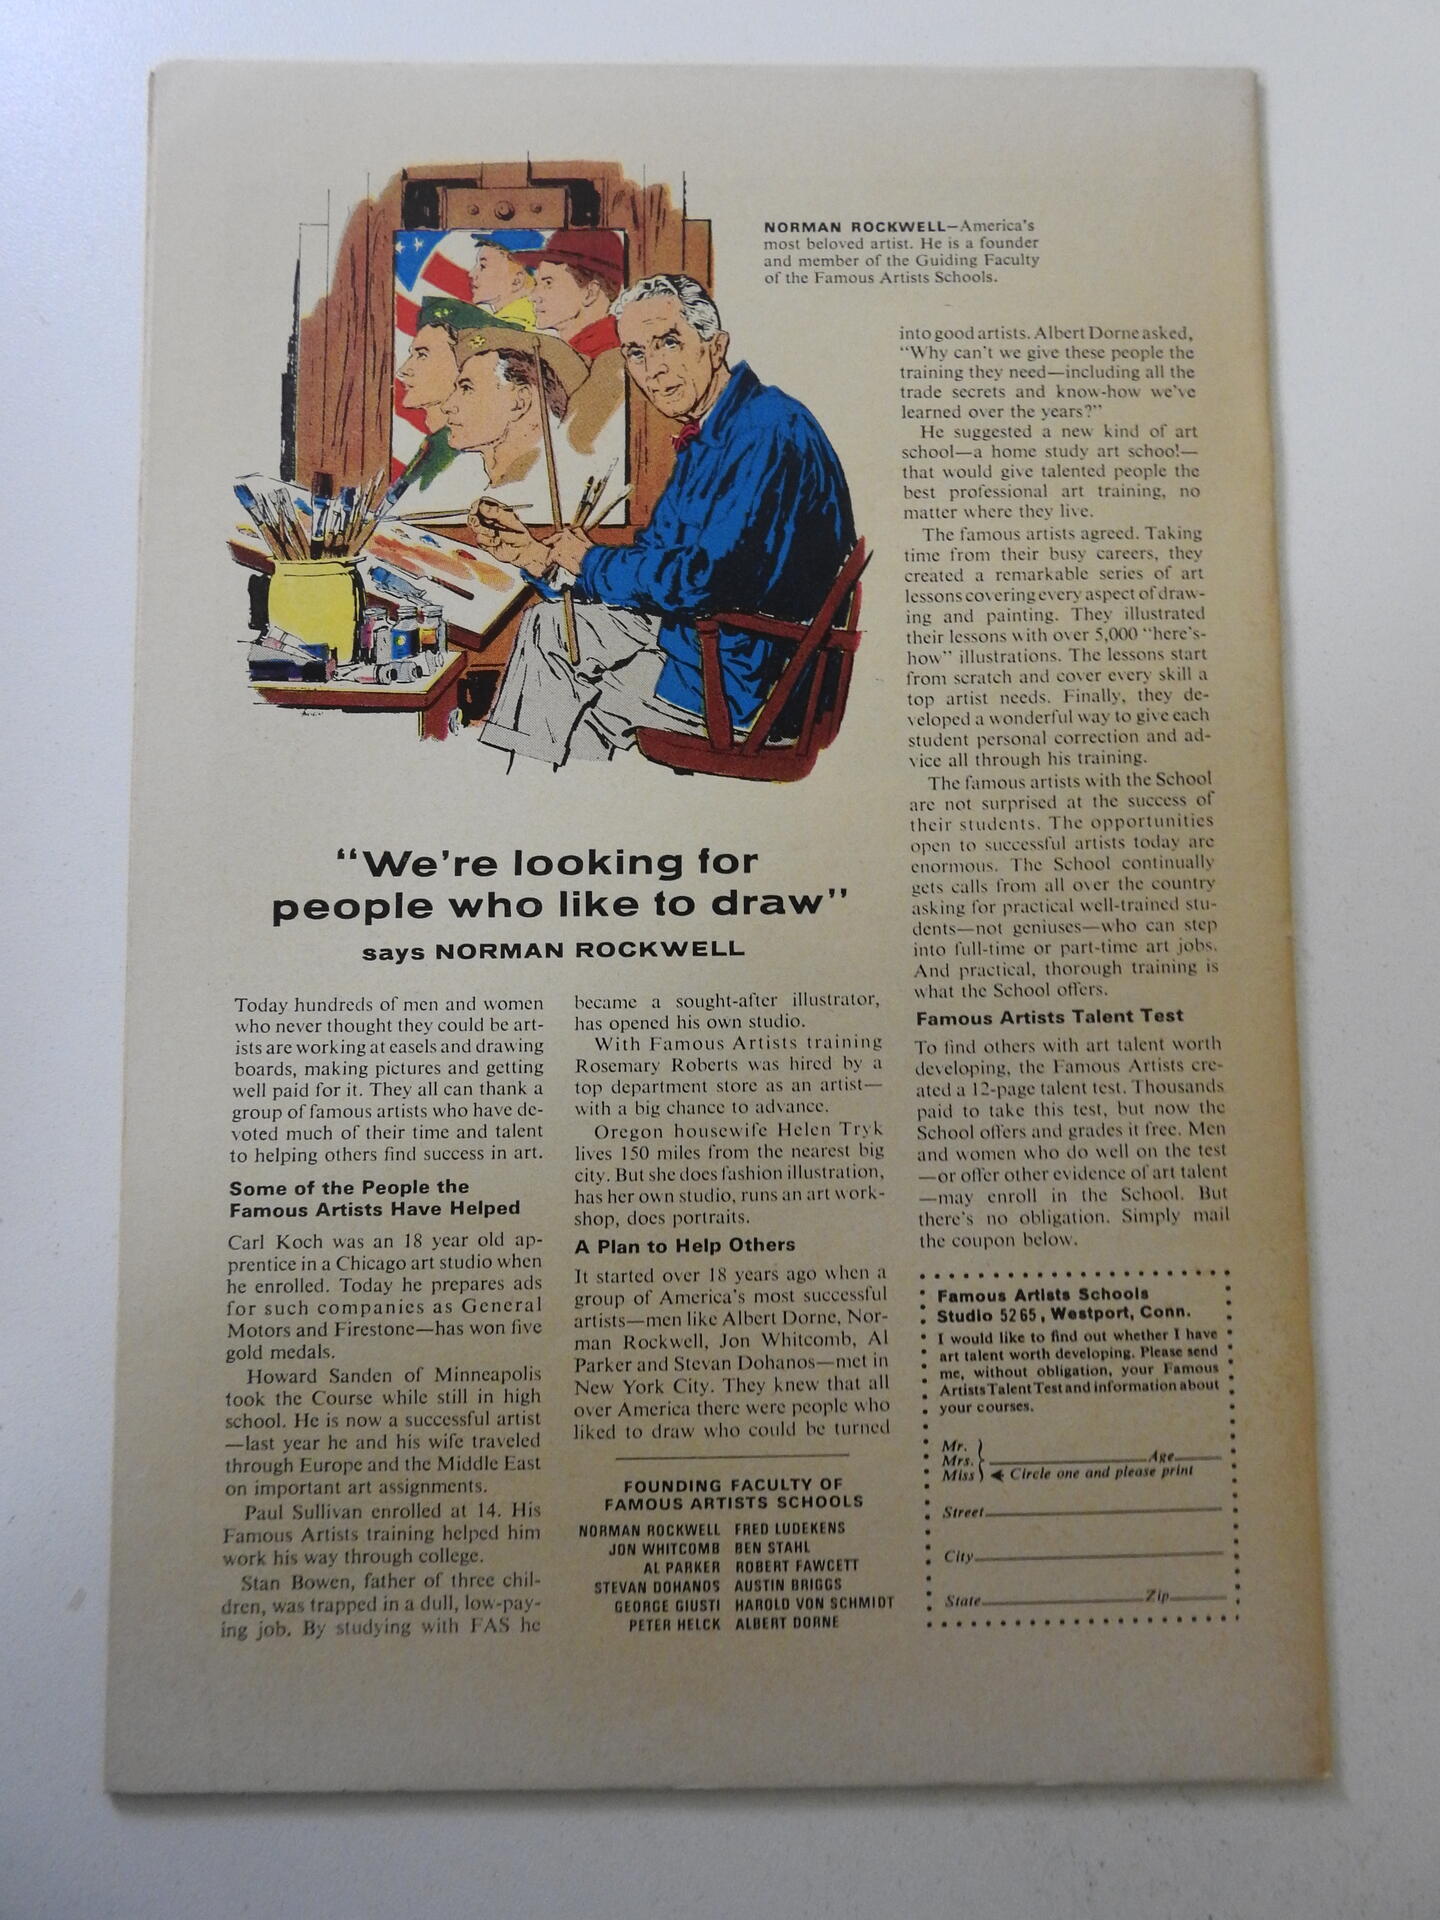 NORMAN ROCKWELL—America's
most beloved artist. He is a founder
and member of the Guiding Faculty
of the Famous Artists Schools.
"We're looking for
people who like to draw"
says NORMAN ROCKWELL
Today hundreds of men and women
who never thought they could be art-
ists are working at easels and drawing
boards, making pictures and getting
well paid for it. They all can thank a
group of famous artists who have de-
voted much of their time and talent
to helping others find success in art.
Some of the People the
Famous Artists Have Helped
Carl Koch was an 18 year old ap-
prentice in a Chicago art studio when
he enrolled. Today he prepares ads
for such companies as General
Motors and Firestone—has won five
gold medals.
Howard Sanden of Minneapolis
took the Course while still in high
school. He is now a successful artist
—last year he and his wife traveled
through Europe and the Middle East
on important art assignments.
Paul Sullivan enrolled at 14. His
Famous Artists training helped him
work his way through college.
Stan Bowen, father of three chil-
dren, was trapped in a dull, low-pay-
ing job. By studying with FAS he
became a sought-after illustrator,
has opened his own studio.
With Famous Artists training
Rosemary Roberts was hired by a
top department store as an artist—
with a big chance to advance.
Oregon housewife Helen Tryk
lives 150 miles from the nearest big
city. But she does fashion illustration,
has her own studio, runs an art work-
shop, does portraits.
A Plan to Help Others
It started over 18 years ago when a
group of America's most successful
artists—men like Albert Dorne, Nor-
man Rockwell, Jon Whitcomb, Al
Parker and Stevan Dohanos—met in
New York City. They knew that all
over America there were people who
liked to draw who could be turned
FOUNDING FACULTY OF
FAMOUS ARTISTS SCHOOLS
NORMAN ROCKWELL FRED LUDEKENS
JON WHITCOMB BEN STAHL
AL PARKER ROBERT FAWCETT
STEVAN DOHANOS AUSTIN BRIGGS
GEORGE GIUSTI HAROLD VON SCHMIDT
PETER HELCK ALBERT DORNE
into good artists. Albert Dorne asked,
"Why can't we give these people the
training they need—including all the
trade secrets and know-how we've
learned over the years?"
He suggested a new kind of art
school—a home study art school—
that would give talented people the
best professional art training, no
matter where they live.
The famous artists agreed. Taking
time from their busy careers, they
created a remarkable series of art
lessons covering every aspect of draw-
ing and painting. They illustrated
their lessons with over 5,000 "here's-
how" illustrations. The lessons start
from scratch and cover every skill a
top artist needs. Finally, they de-
veloped a wonderful way to give each
student personal correction and ad-
vice all through his training.
The famous artists with the School
are not surprised at the success of
their students. The opportunities
open to successful artists today are
enormous. The School continually
gets calls from all over the country
asking for practical well-trained stu-
dents—not geniuses—who can step
into full-time or part-time art jobs.
And practical, thorough training is
what the School offers.
Famous Artists Talent Test
To find others with art talent worth
developing, the Famous Artists cre-
ated a 12-page talent test. Thousands
paid to take this test, but now the
School offers and grades it free. Men
and women who do well on the test
—or offer other evidence of art talent
—may enroll in the School. But
there's no obligation. Simply mail
the coupon below.
Famous Artists Schools
Studio 5265, Westport, Conn.
I would like to find out whether I have
art talent worth developing. Please send
me, without obligation, your Famous
Artists Talent Test and information about
your courses.
Mr.
Mrs. Age
Miss Circle one and please print
Street
City
State Zip